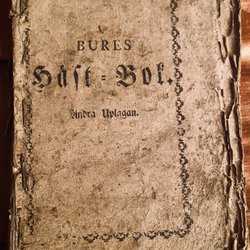 BURES
Häst-Bok.
Andra Uplagan.